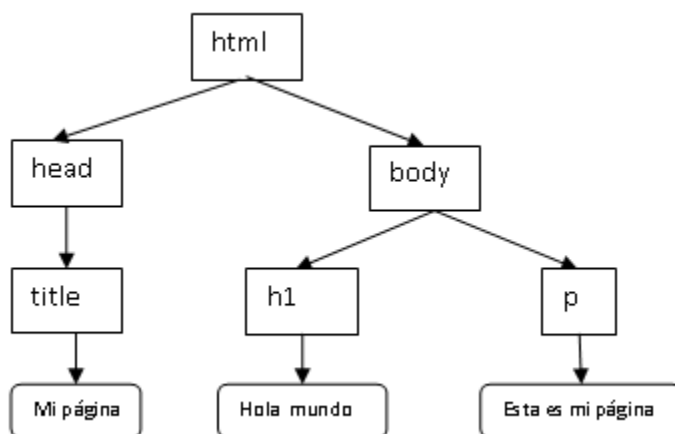 html
head
body
title
h1
p
Mi página
Hola mundo
Esta es mi página